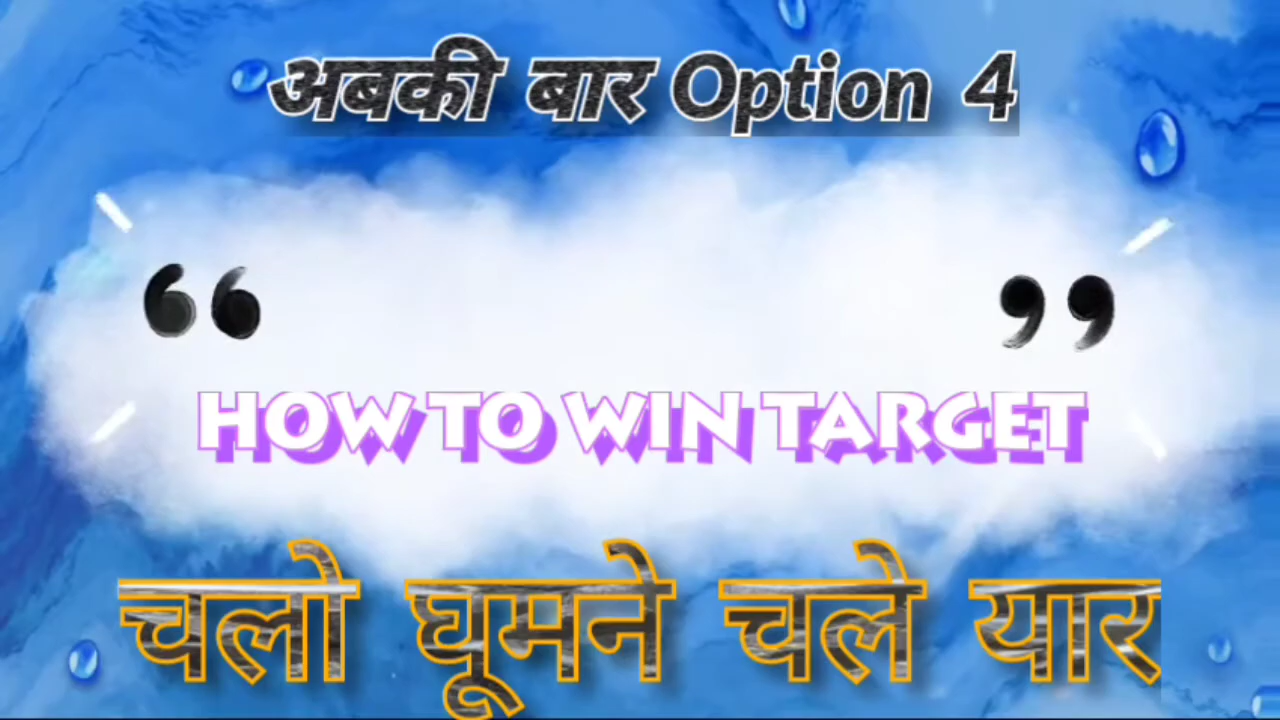 अबकी बार Option 4
“ ”
HOW TO WIN TARGET
चलो घूमने चले यार